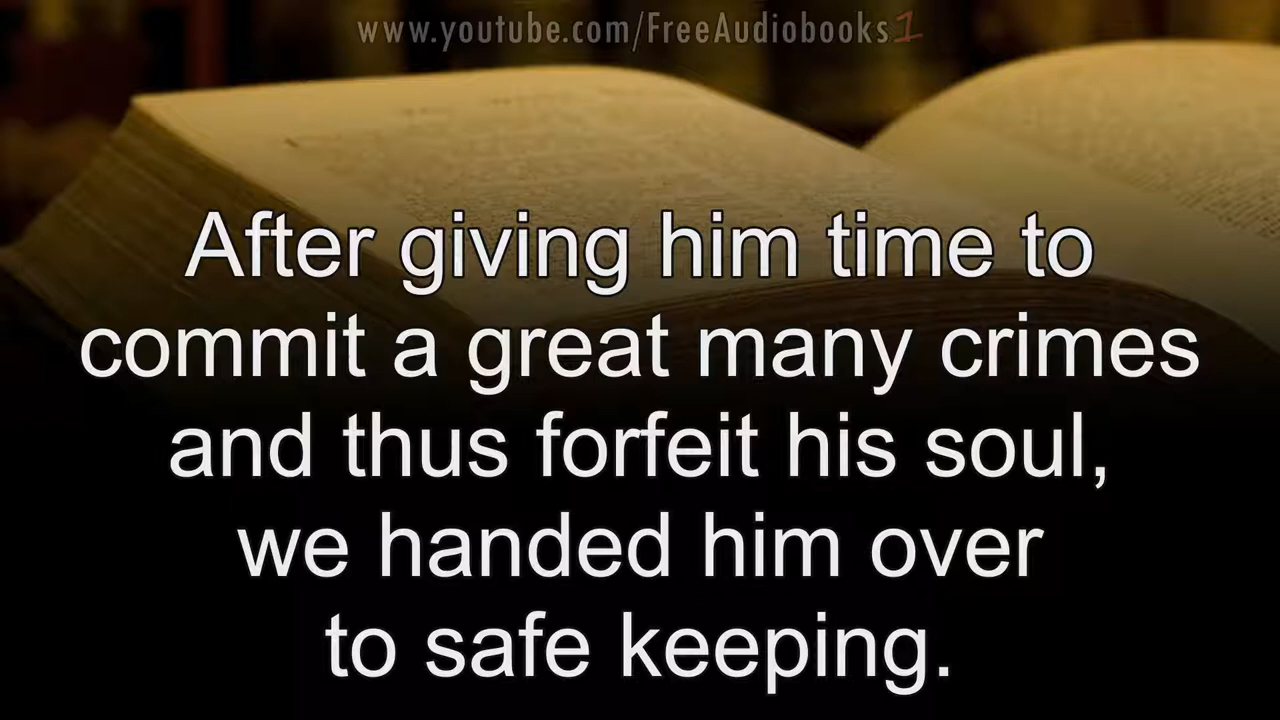 www.youtube.com/FreeAudiobooks1
After giving him time to
commit a great many crimes
and thus forfeit his soul,
we handed him over
to safe keeping.